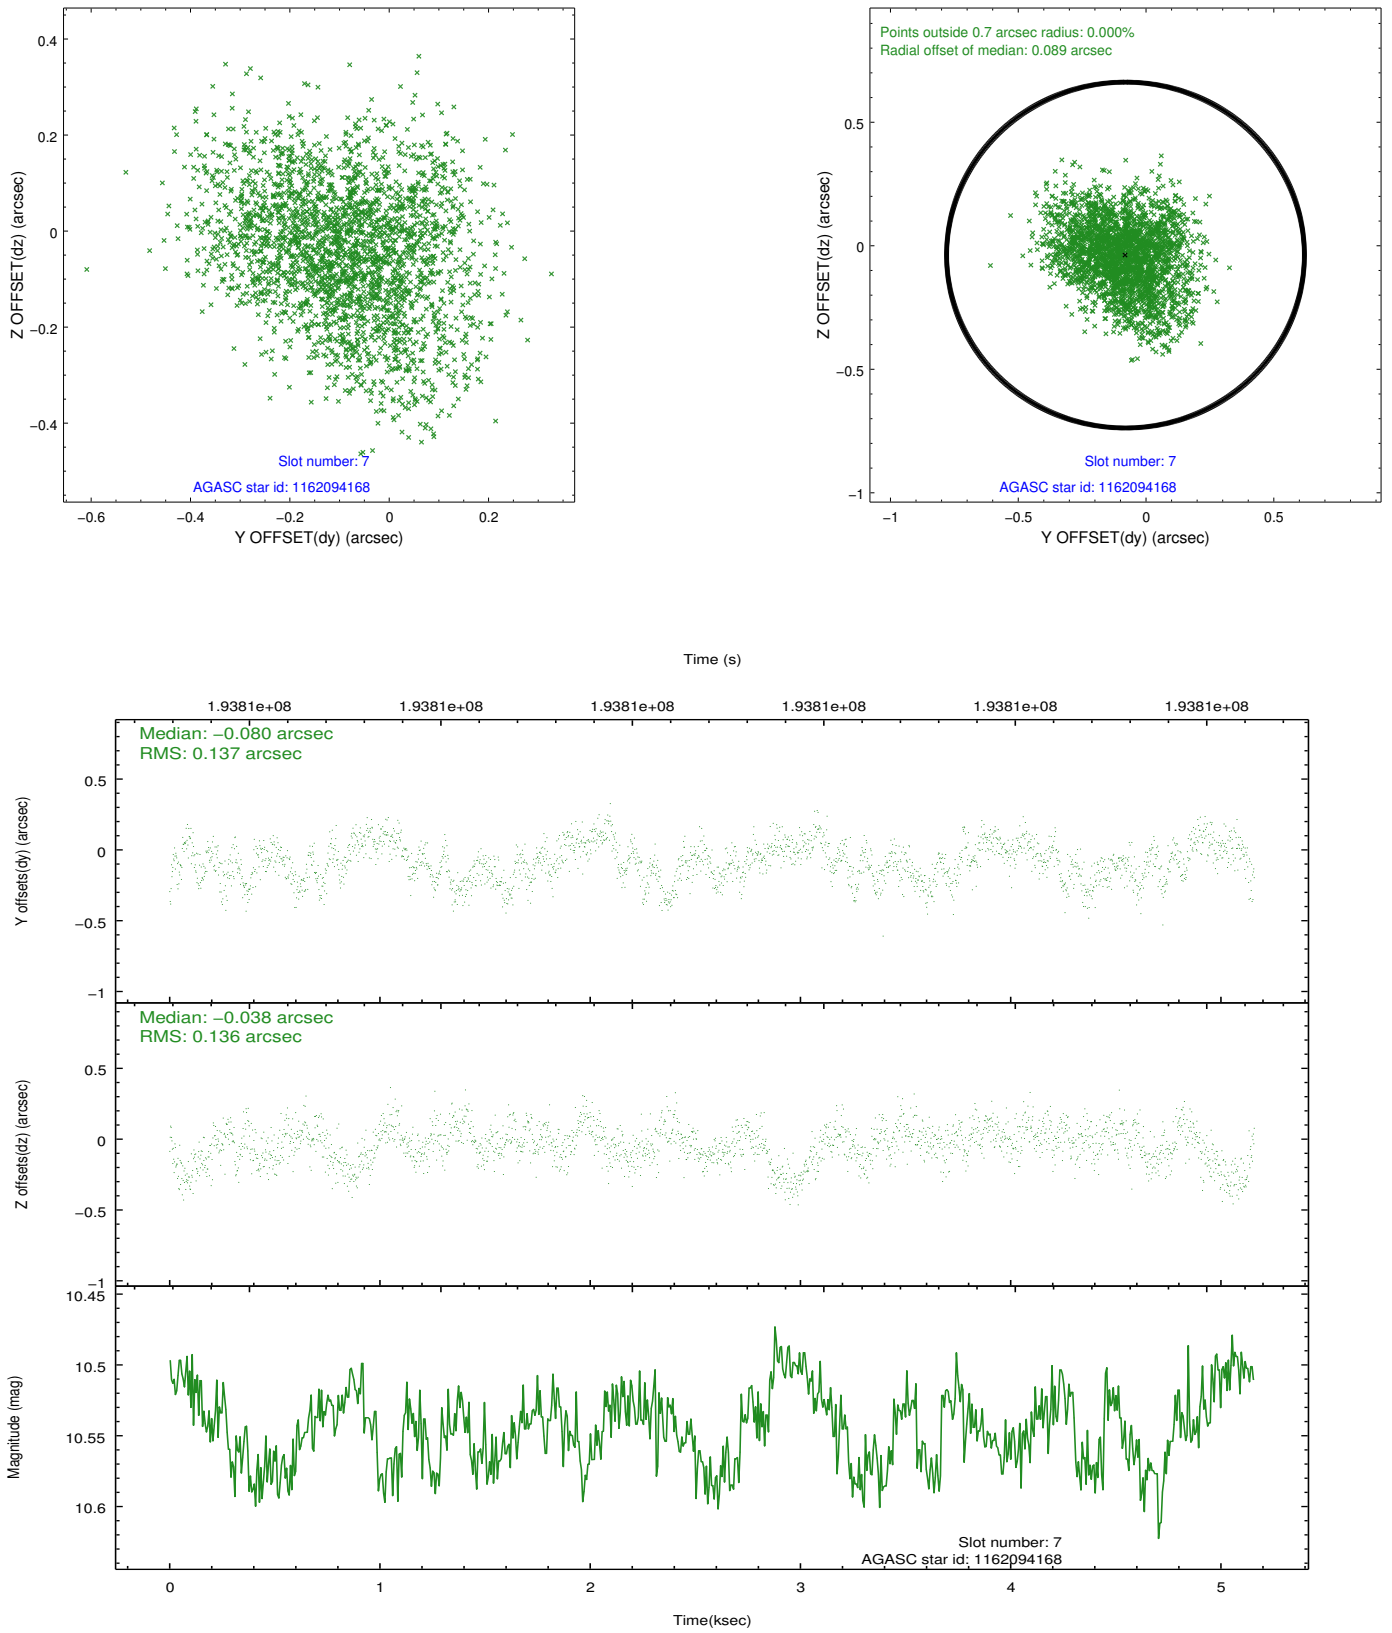 0.4
0.2
0
−0.2
−0.4
Z OFFSET(dz) (arcsec)
Slot number: 7
AGASC star id: 1162094168
−0.6 −0.4 −0.2 0 0.2
Y OFFSET(dy) (arcsec)
Points outside 0.7 arcsec radius: 0.000%
Radial offset of median: 0.089 arcsec
0.5
0
−0.5
−1
Z OFFSET(dz) (arcsec)
Slot number: 7
AGASC star id: 1162094168
−1 −0.5 0 0.5
Y OFFSET(dy) (arcsec)
Time (s)
1.9381e+08 1.9381e+08 1.9381e+08 1.9381e+08 1.9381e+08 1.9381e+08
Median: −0.080 arcsec
RMS: 0.137 arcsec
0.5
0
−0.5
−1
Y offsets(dy) (arcsec)
Median: −0.038 arcsec
RMS: 0.136 arcsec
0.5
0
−0.5
−1
Z offsets(dz) (arcsec)
10.45
10.5
10.55
10.6
Magnitude (mag)
Slot number: 7
AGASC star id: 1162094168
0 1 2 3 4 5
Time(ksec)